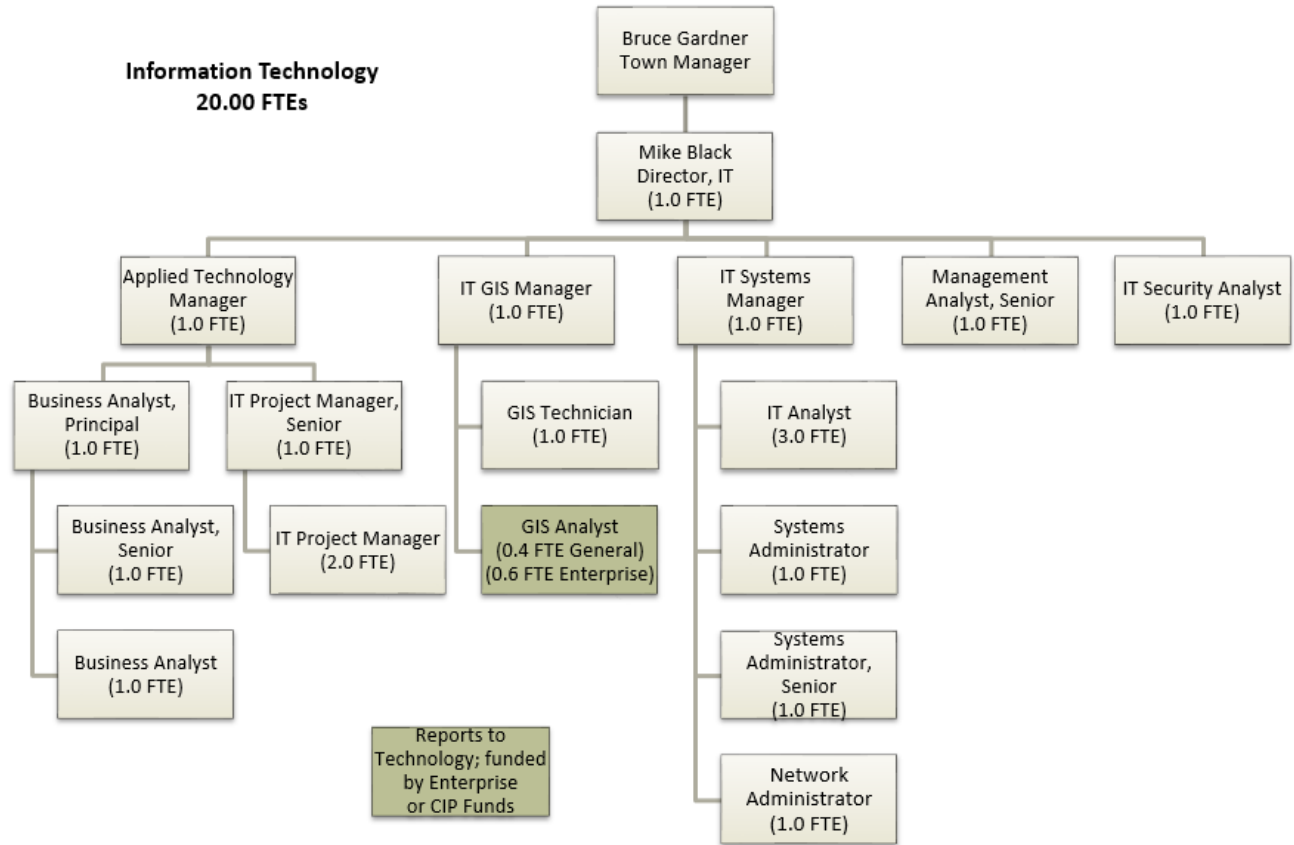 Information Technology
20.00 FTEs
Bruce Gardner
Town Manager
Mike Black
Director, IT
(1.0 FTE)
Applied Technology
Manager
(1.0 FTE)
IT GIS Manager
(1.0 FTE)
IT Systems
Manager
(1.0 FTE)
Management
Analyst, Senior
(1.0 FTE)
IT Security Analyst
(1.0 FTE)
Business Analyst,
Principal
(1.0 FTE)
IT Project Manager,
Senior
(1.0 FTE)
GIS Technician
(1.0 FTE)
IT Analyst
(3.0 FTE)
Business Analyst,
Senior
(1.0 FTE)
IT Project Manager
(2.0 FTE)
GIS Analyst
(0.4 FTE General)
(0.6 FTE Enterprise)
Systems
Administrator
(1.0 FTE)
Business Analyst
(1.0 FTE)
Systems
Administrator,
Senior
(1.0 FTE)
Reports to
Technology; funded
by Enterprise
or CIP Funds
Network
Administrator
(1.0 FTE)